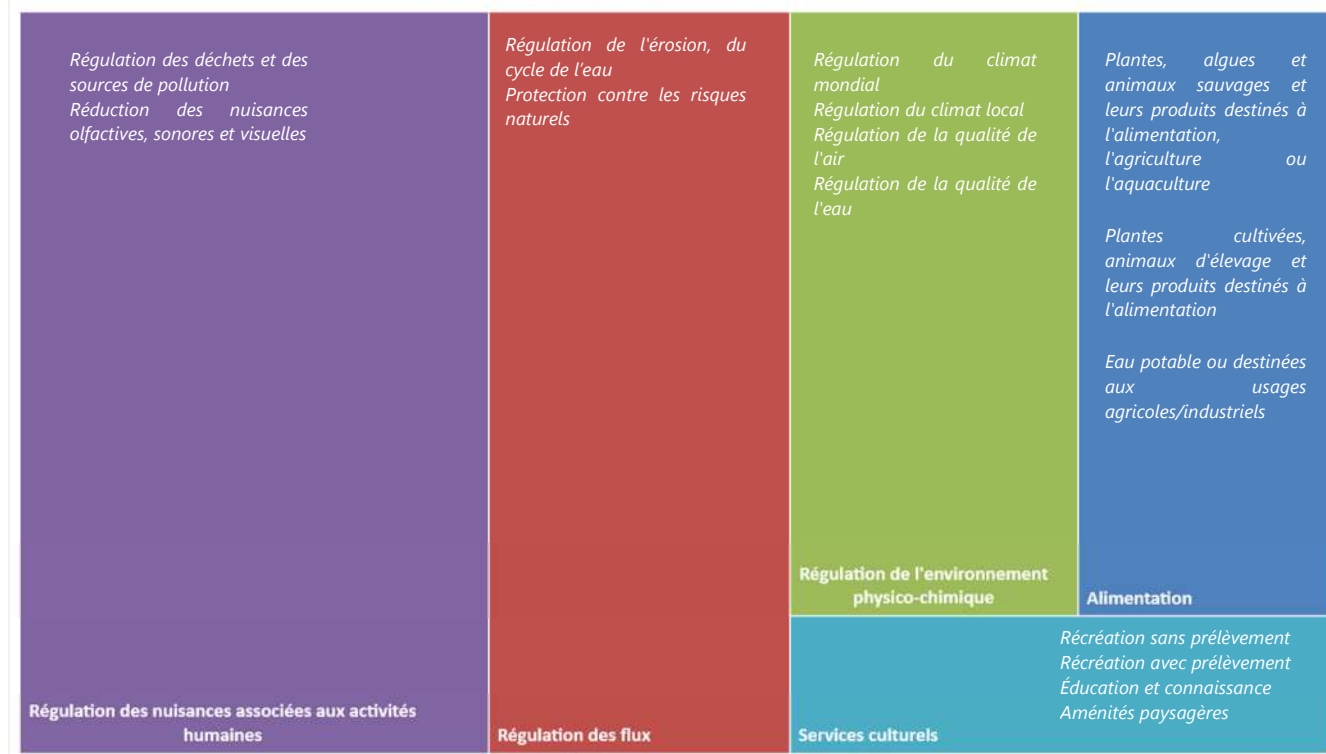 Régulation des déchets et des
sources de pollution
Réduction des nuisances
olfactives, sonores et visuelles
Régulation des nuisances associées aux activités
humaines
Régulation de l'érosion, du
cycle de l'eau
Protection contre les risques
naturels
Régulation des flux
Régulation du climat
mondial
Régulation du climat local
Régulation de la qualité de
l'air
Régulation de la qualité de
l'eau
Régulation de l'environnement
physico-chimique
Plantes, algues et
animaux sauvages et
leurs produits destinés à
l'alimentation,
l'agriculture ou
l'aquaculture
Plantes cultivées,
animaux d'élevage et
leurs produits destinés à
l'alimentation
Eau potable ou destinées
aux usages
agricoles/industriels
Alimentation
Récréation sans prélèvement
Récréation avec prélèvement
Éducation et connaissance
Aménités paysagères
Services culturels